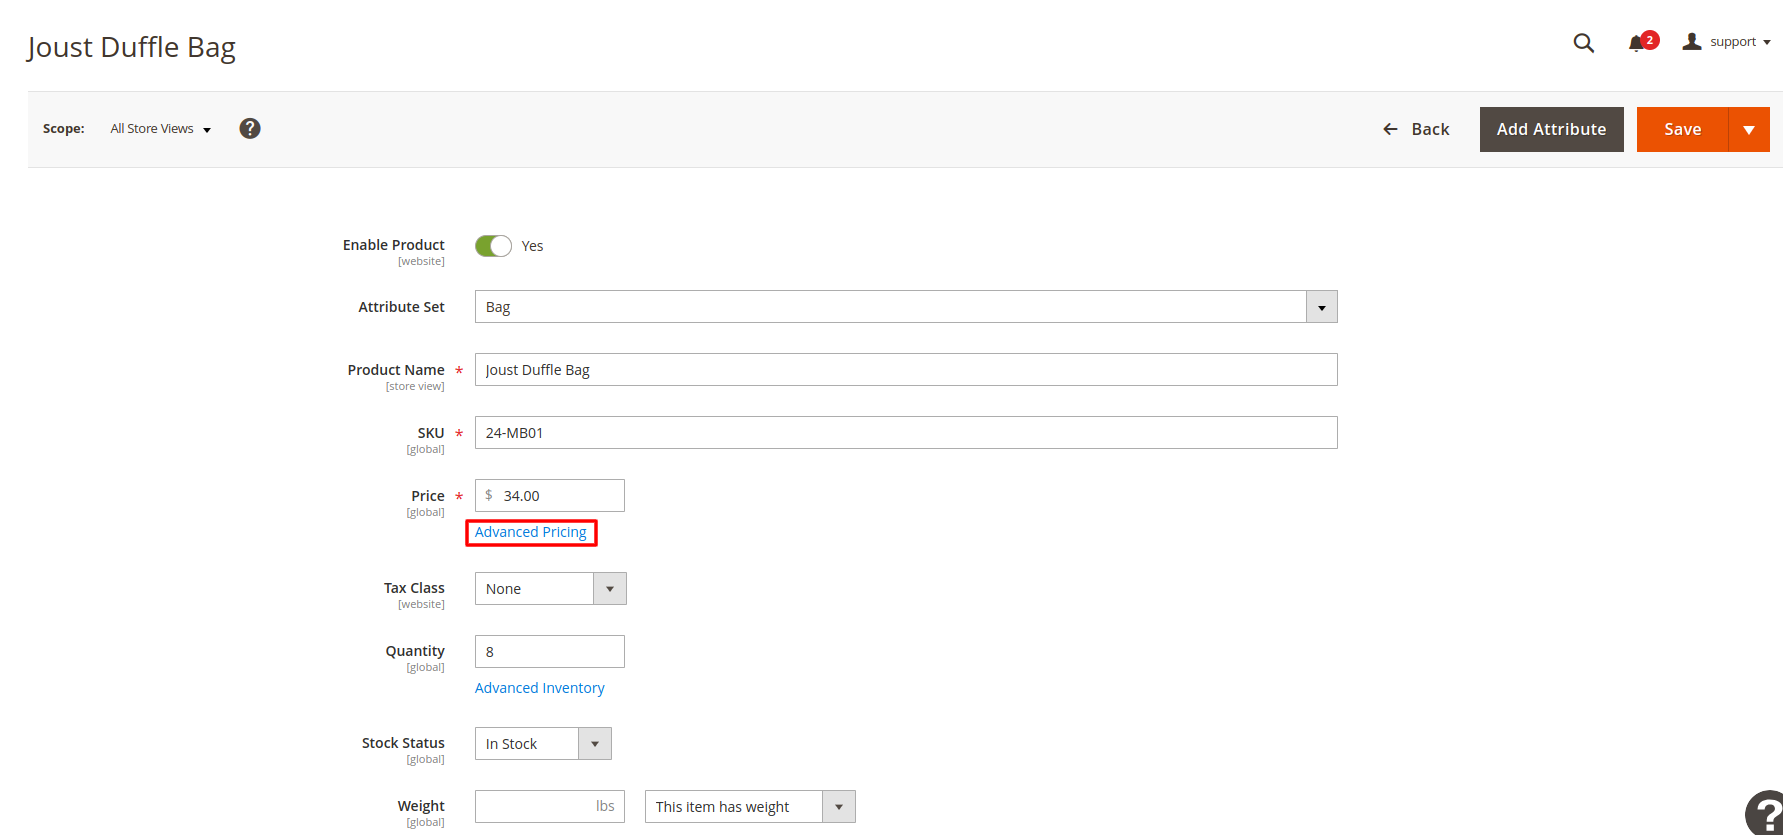 Joust Duffle Bag
2
support
Scope: All Store Views ?
Back Add Attribute Save
Enable Product Yes
[website]
Attribute Set Bag
Product Name * Joust Duffle Bag
[store view]
SKU * 24-MB01
[global]
Price * $ 34.00
[global]
Advanced Pricing
Tax Class None
[website]
Quantity 8
[global]
Advanced Inventory
Stock Status In Stock
[global]
Weight lbs This item has weight
[global]
?